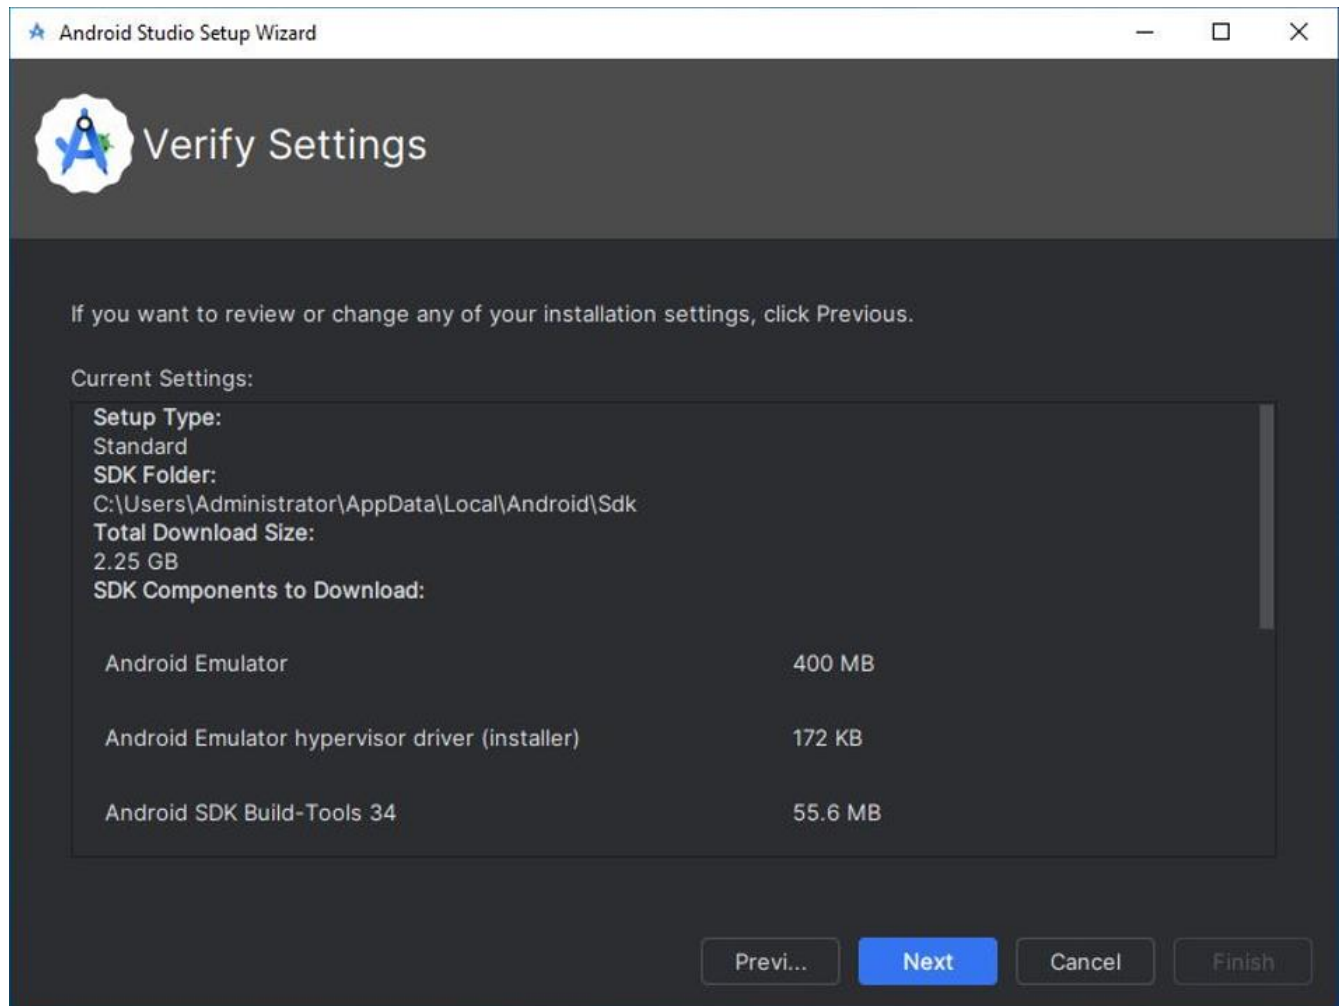 Android Studio Setup Wizard
Verify Settings
If you want to review or change any of your installation settings, click Previous.
Current Settings:
Setup Type:
Standard
SDK Folder:
C:\Users\Administrator\AppData\Local\Android\Sdk
Total Download Size:
2.25 GB
SDK Components to Download:
Android Emulator 400 MB
Android Emulator hypervisor driver (installer) 172 KB
Android SDK Build-Tools 34 55.6 MB
Previ... Next Cancel Finish